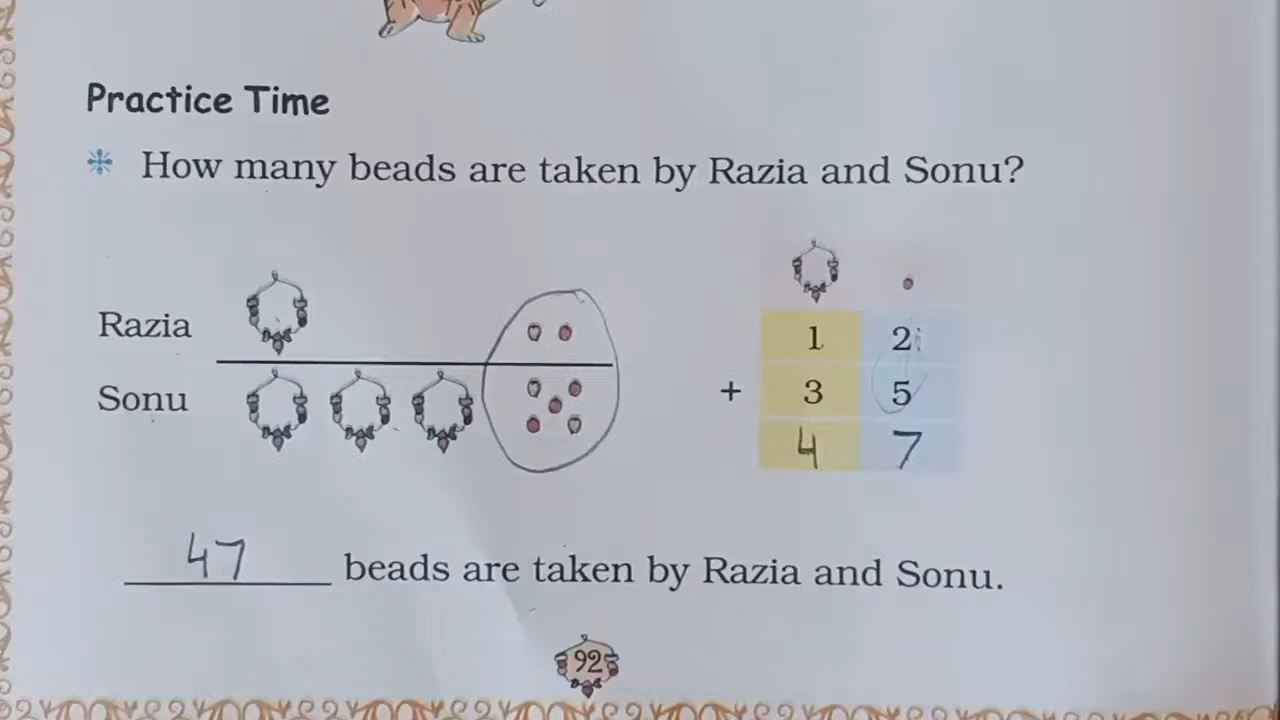 Practice Time
How many beads are taken by Razia and Sonu?
Razia
Sonu
1 2
+ 3 5
4 7
47 beads are taken by Razia and Sonu.
92